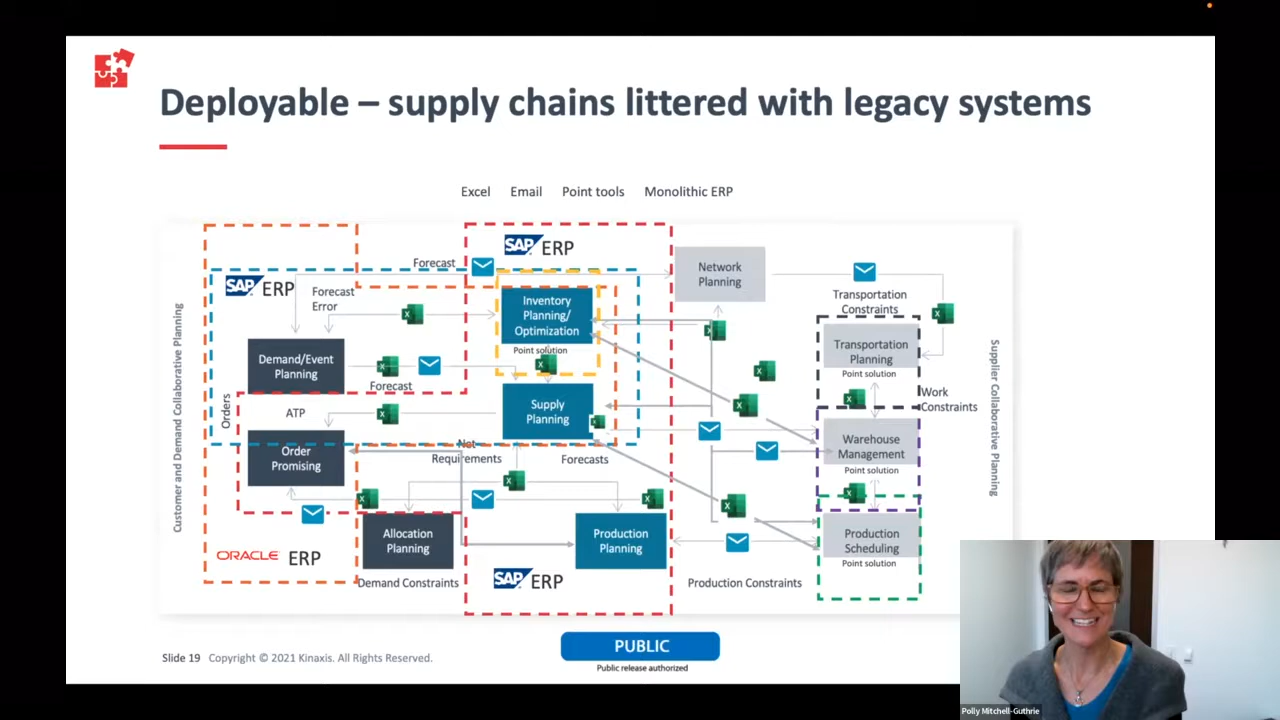 Deployable – supply chains littered with legacy systems
Excel Email Point tools Monolithic ERP
SAP ERP
Forecast
SAP ERP
Forecast
Error
Inventory
Planning/
Optimization
Point solution
Network
Planning
Transportation
Constraints
Transportation
Planning
Point solution
Demand/Event
Planning
Forecast
Customer and Demand Collaborative Planning
Supplier Collaborative Planning
Orders
ATP
Supply
Planning
Work
Constraints
Order
Promising
Net
Requirements
Forecasts
Warehouse
Management
Point solution
ORACLE ERP
Allocation
Planning
Demand Constraints
SAP ERP
Production
Planning
Production Constraints
Production
Scheduling
Point solution
PUBLIC
Public release authorized
Slide 19 Copyright © 2021 Kinaxis. All Rights Reserved.
Polly Mitchell-Guthrie